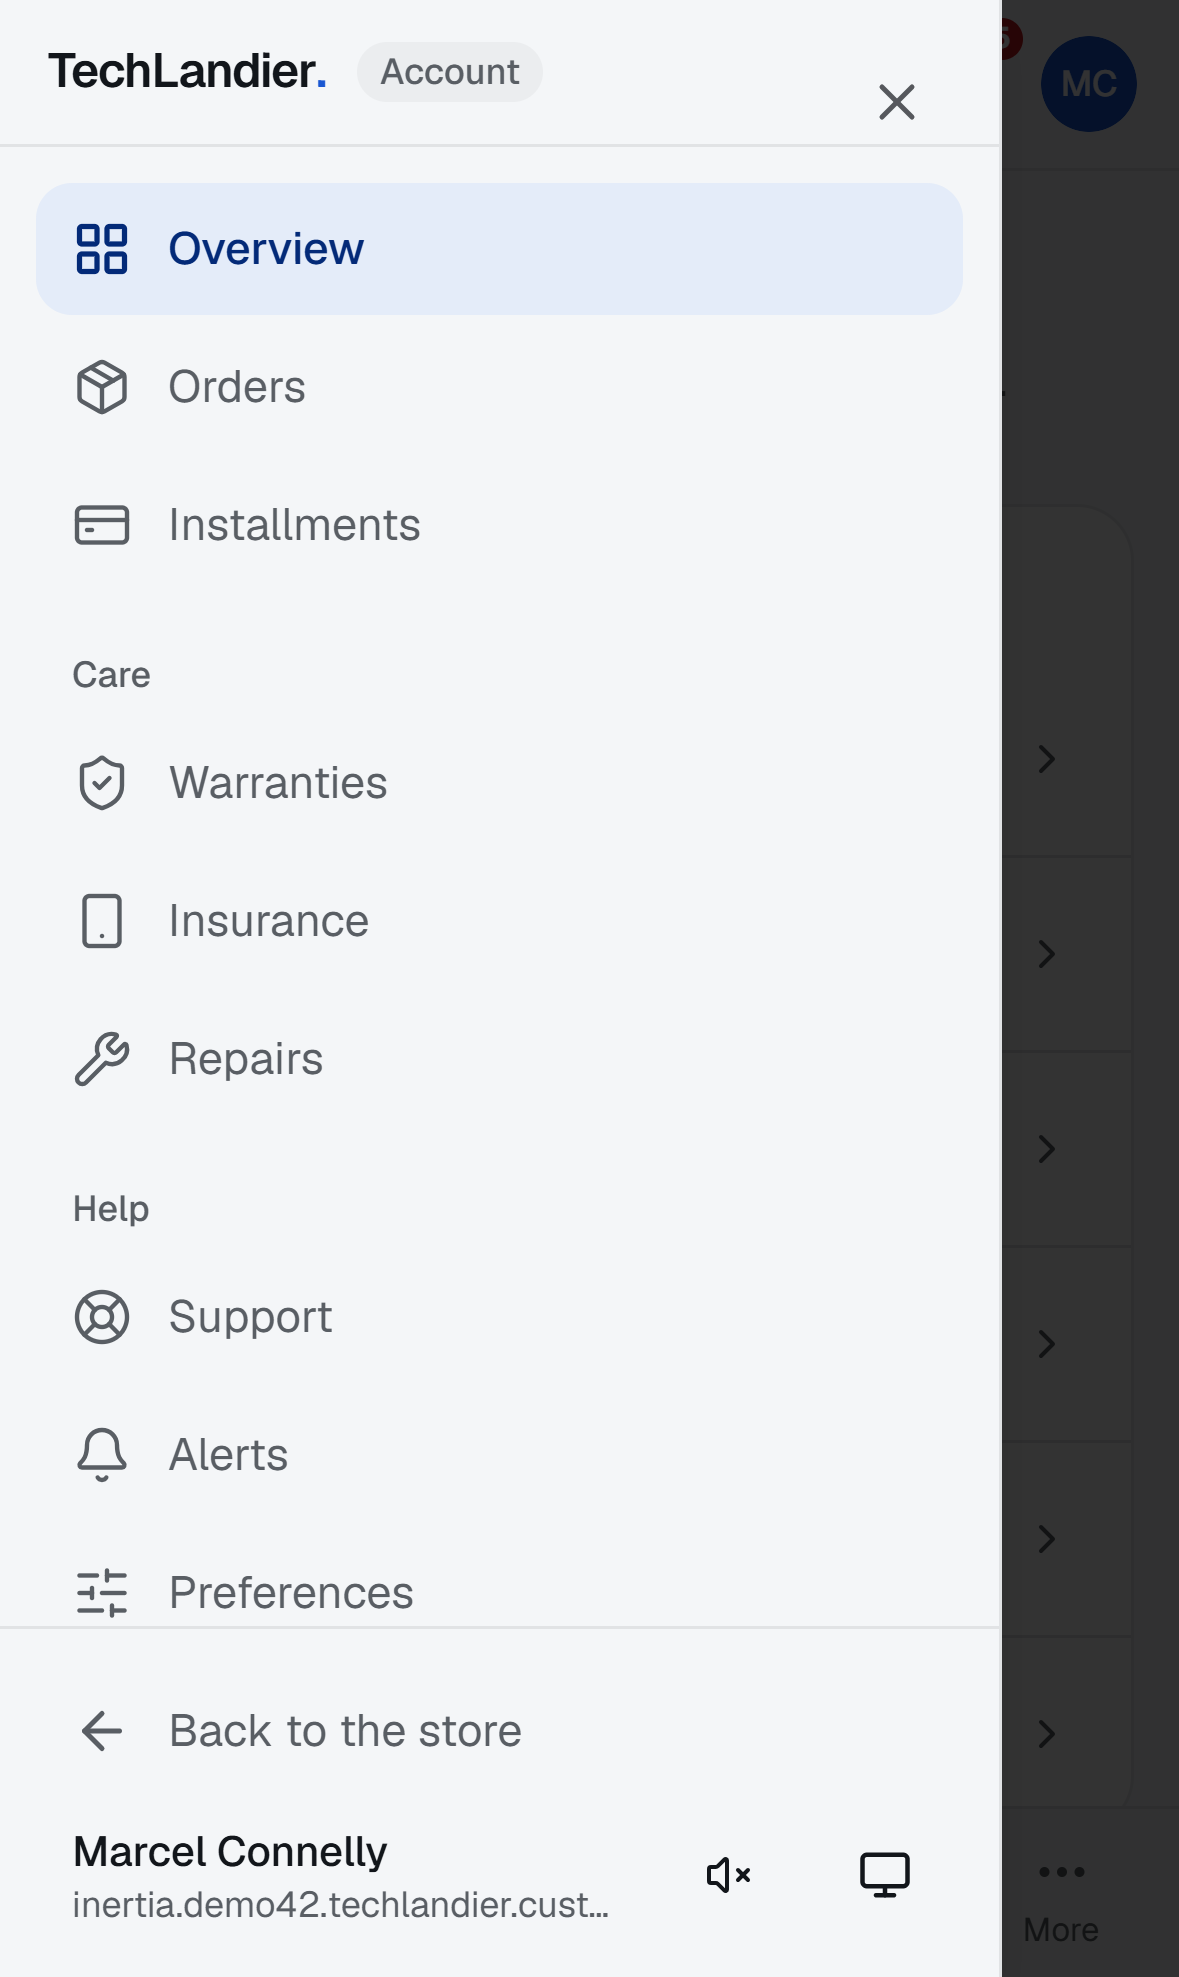 TechLandier. Account
MC
Overview
Orders
Installments
Care
Warranties
Insurance
Repairs
Help
Support
Alerts
Preferences
Back to the store
Marcel Connelly
inertia.demo42.techlandier.cust...
More